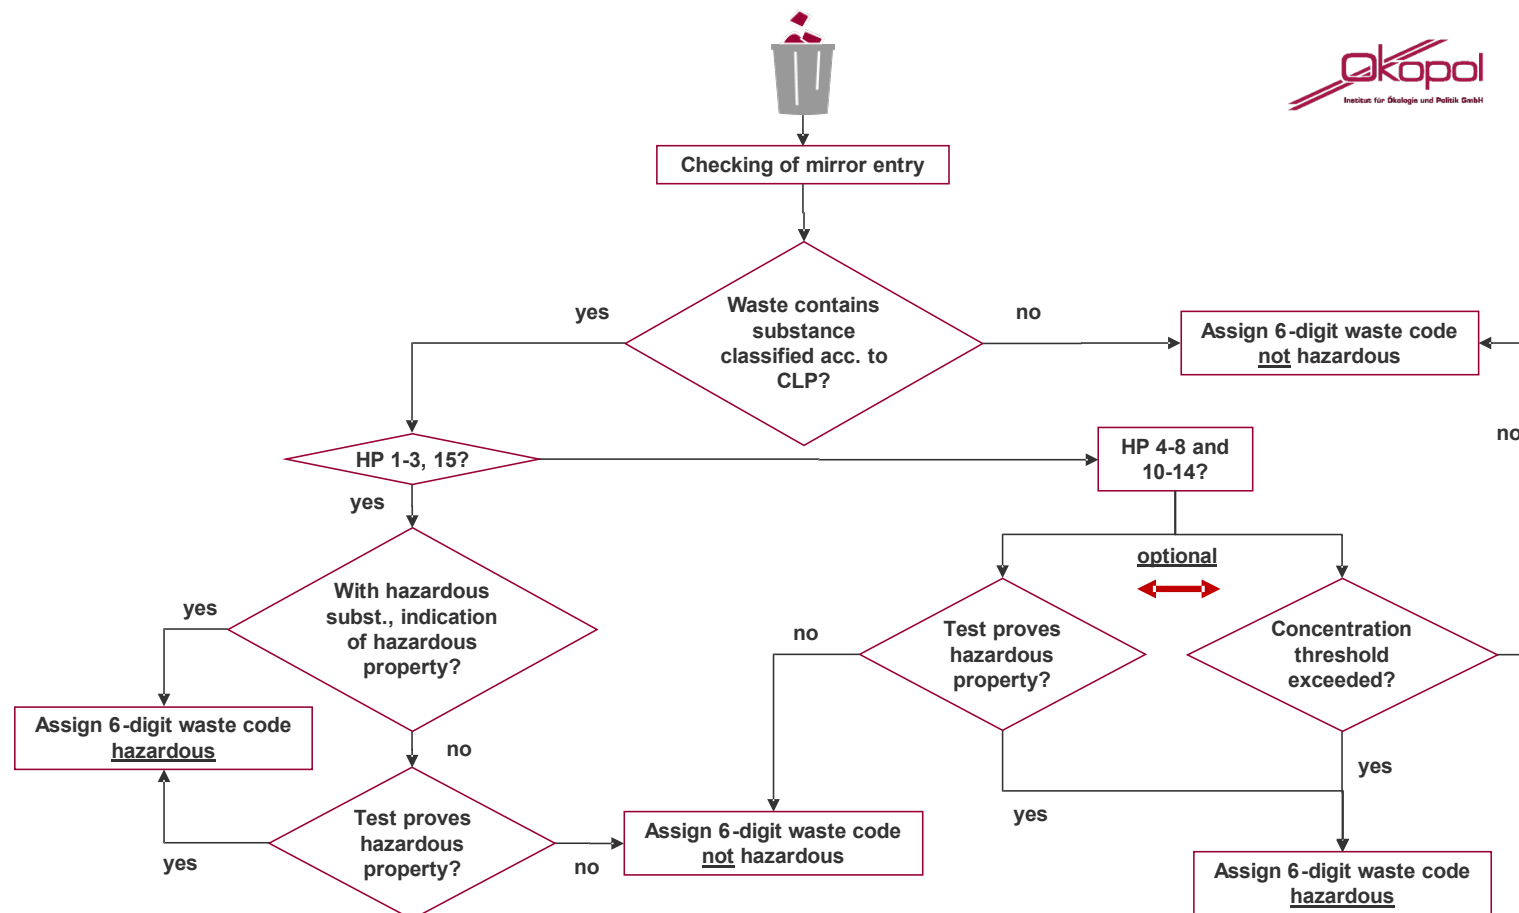 Okopol
Institut für Ökologie und Politik GmbH
Checking of mirror entry
Waste contains
substance
classified acc. to
CLP?
yes
no
Assign 6-digit waste code
not hazardous
no
HP 1-3, 15?
HP 4-8 and
10-14?
yes
optional
With hazardous
subst., indication
of hazardous
property?
yes
no
Test proves
hazardous
property?
Concentration
threshold
exceeded?
Assign 6-digit waste code
hazardous
no
yes
yes
Test proves
hazardous
property?
yes
no
Assign 6-digit waste code
not hazardous
Assign 6-digit waste code
hazardous